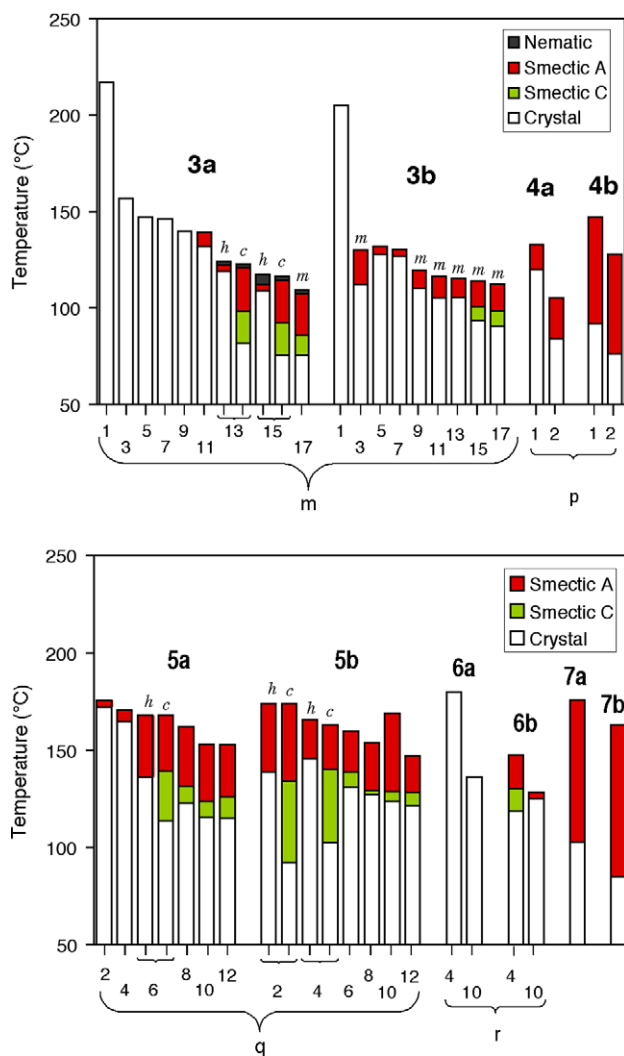 250
Nematic
Smectic A
Smectic C
Crystal
200
3a
3b
4a
4b
Temperature (°C)
150
h c
h c
m
m
m m m m m
100
50
1 5 9 13 15
3 7 11 17
1 5 9 13 17
3 7 11 15
1 2
1 2
m
p
250
Smectic A
Smectic C
Crystal
200
5a
5b
6a
6b
7a
7b
Temperature (°C)
h c
h c
h c
150
100
50
2 8 12
4 6 10
2 4 8 12
6 10
4
10
4
10
q
r